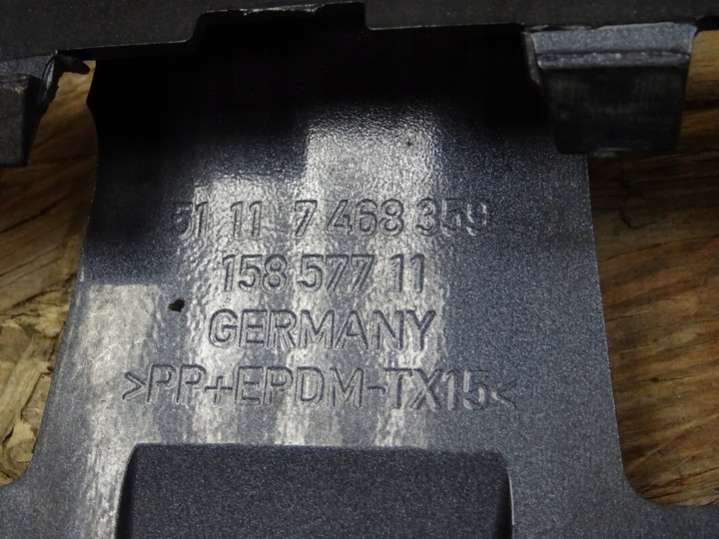 51 11 7 468 359
158 577 11
GERMANY
>PP+EPDM-TX15<